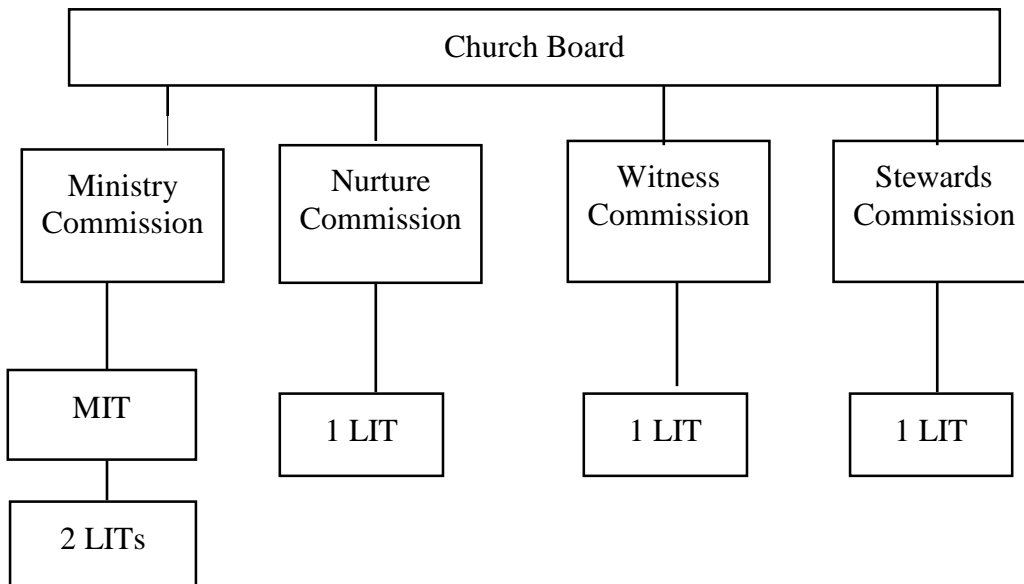 Church Board
Ministry
Commission
Nurture
Commission
Witness
Commission
Stewards
Commission
MIT
1 LIT
1 LIT
1 LIT
2 LITs